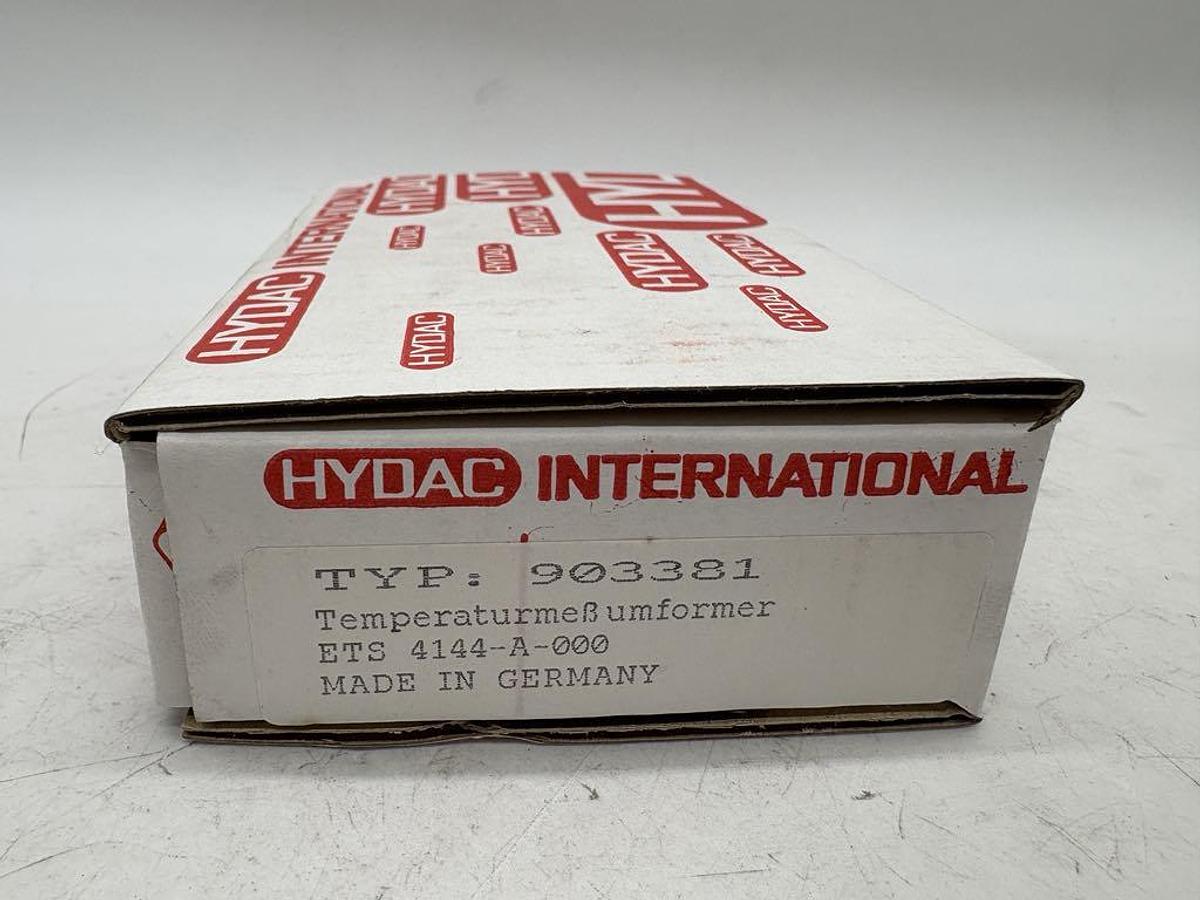 HYDAC INTERNATIONAL
HYDAC
HYDAC
HYDAC
HYDAC
HYDAC
HYDAC
HYDAC
HYDAC
HYDAC INTERNATIONAL
TYP: 903381
Temperaturmeßumformer
ETS 4144-A-000
MADE IN GERMANY